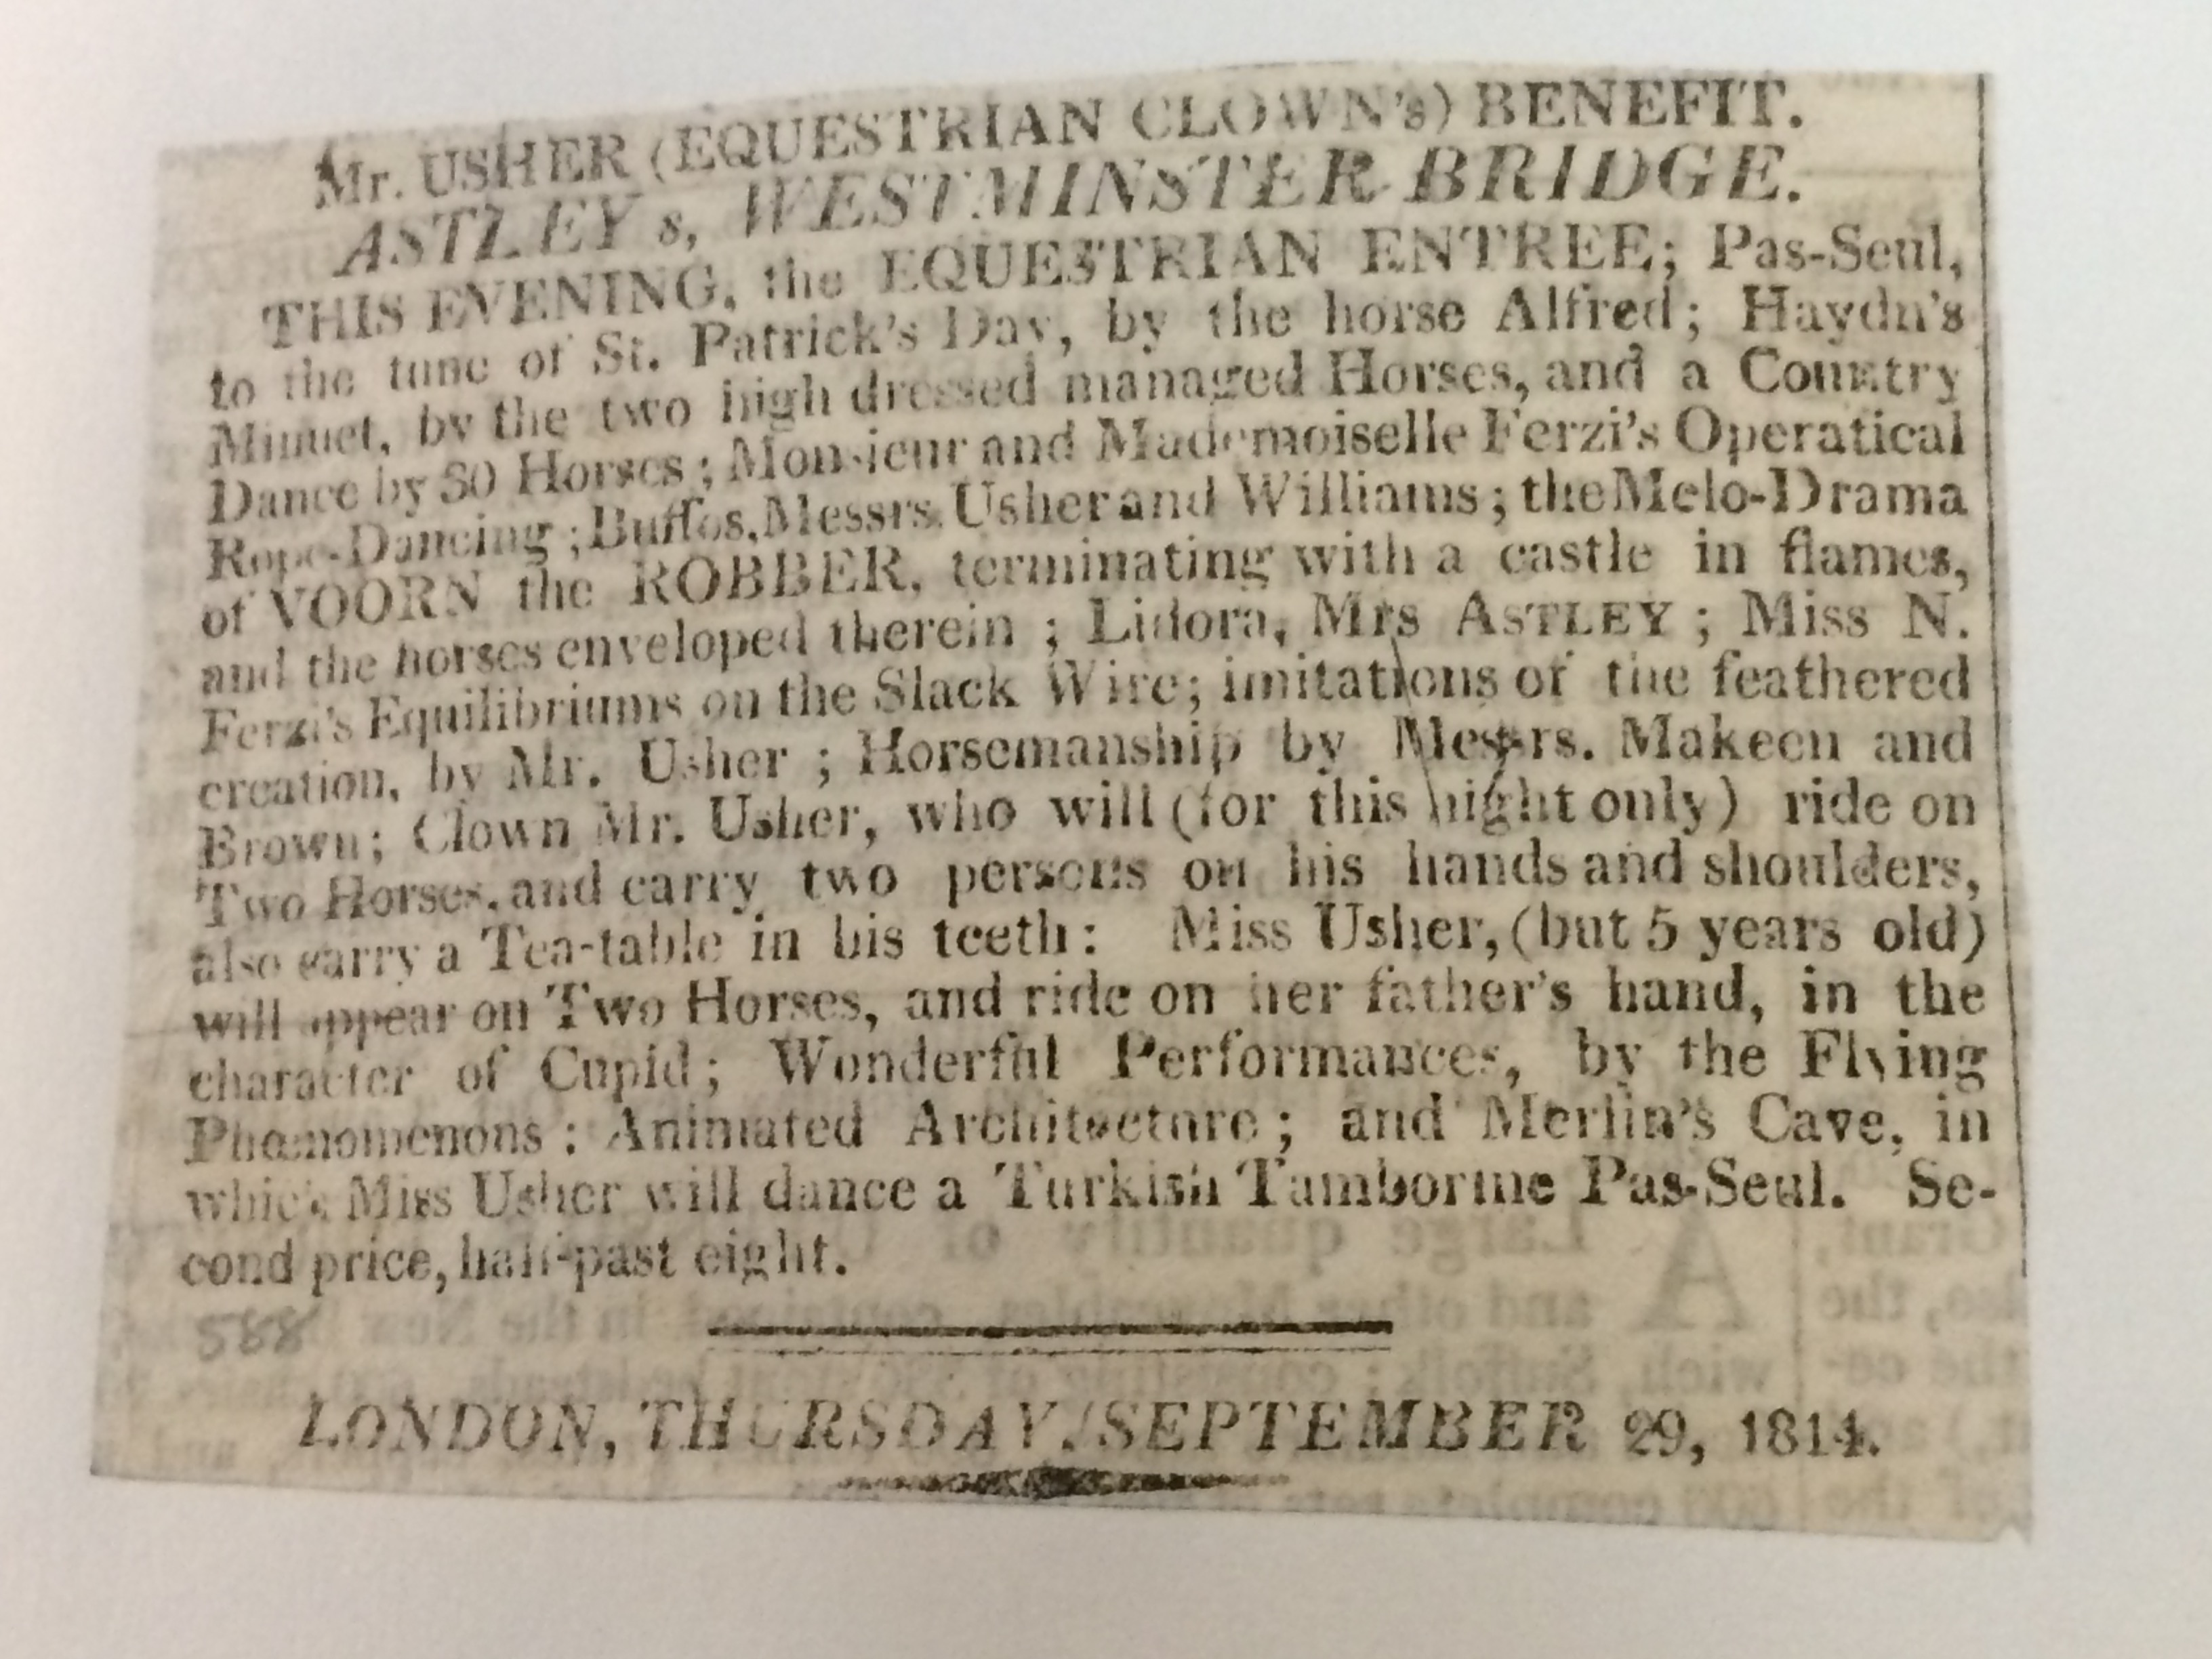 Mr. USHER (EQUESTRIAN CLOWN's) BENEFIT.
ASTLEY s, WESTMINSTER BRIDGE.
THIS EVENING, the EQUESTRIAN ENTREE; Pas-Seul,
to the tune of St. Patrick's Day, by the horse Alfred; Haydn's
Minuet, by the two high dressed managed Horses, and a Country
Dance by 30 Horses; Monsieur and Mademoiselle Ferzi's Operatical
Rope-Dancing; Buffos, Messrs. Usher and Williams; the Melo-Drama
of VOORN the ROBBER, terminating with a castle in flames,
and the horses enveloped therein; Lidora, Mrs ASTLEY; Miss N.
Ferzi's Equilibriums on the Slack Wire; imitations of the feathered
creation, by Mr. Usher; Horsemanship by Messrs. Makeen and
Brown; Clown Mr. Usher, who will (for this night only) ride on
Two Horses, and carry two persons on his hands and shoulders,
also carry a Tea-table in his teeth: Miss Usher, (but 5 years old)
will appear on Two Horses, and ride on her father's hand, in the
character of Cupid; Wonderful Performances, by the Flying
Phœnomenons: Animated Architecture; and Merlin's Cave, in
which Miss Usher will dance a Turkish Tamborine Pas-Seul. Se-
cond price, half-past eight.
LONDON, THURSDAY, SEPTEMBER 29, 1814.